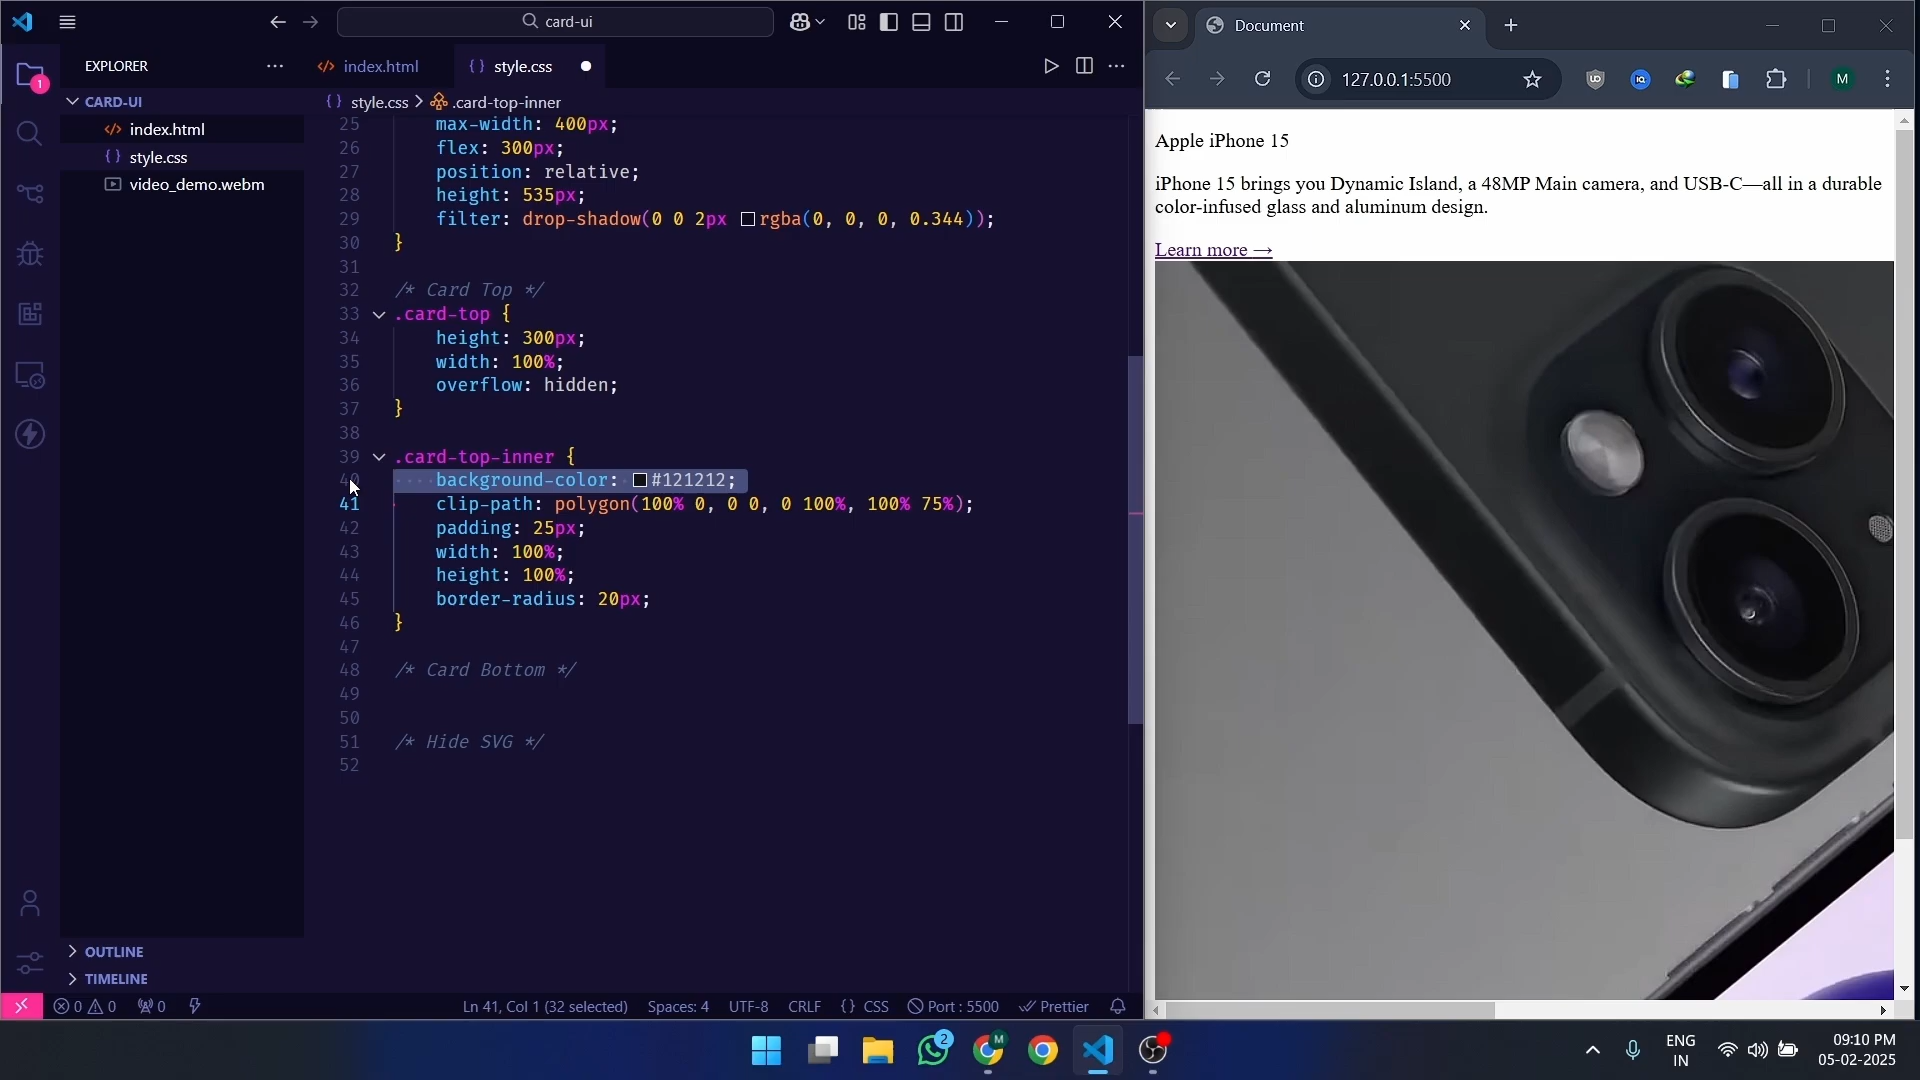 card-ui
EXPLORER
CARD-UI
index.html
style.css
video_demo.webm
OUTLINE
TIMELINE
1
index.html
style.css
style.css > .card-top-inner
25 max-width: 400px;
26 flex: 300px;
27 position: relative;
28 height: 535px;
29 filter: drop-shadow(0 0 2px rgba(0, 0, 0, 0.344));
30 }
31
32 /* Card Top */
33 .card-top {
34 height: 300px;
35 width: 100%;
36 overflow: hidden;
37 }
38
39 .card-top-inner {
40 background-color: #121212;
41 clip-path: polygon(100% 0, 0 0, 0 100%, 100% 75%);
42 padding: 25px;
43 width: 100%;
44 height: 100%;
45 border-radius: 20px;
46 }
47
48 /* Card Bottom */
49
50
51 /* Hide SVG */
52
0 0 0 Ln 41, Col 1 (32 selected) Spaces: 4 UTF-8 CRLF {} CSS Port : 5500 Prettier
Document
127.0.0.1:5500
M
Apple iPhone 15
iPhone 15 brings you Dynamic Island, a 48MP Main camera, and USB-C—all in a durable
color-infused glass and aluminum design.
Learn more →
2
M
ENG
IN
09:10 PM
05-02-2025